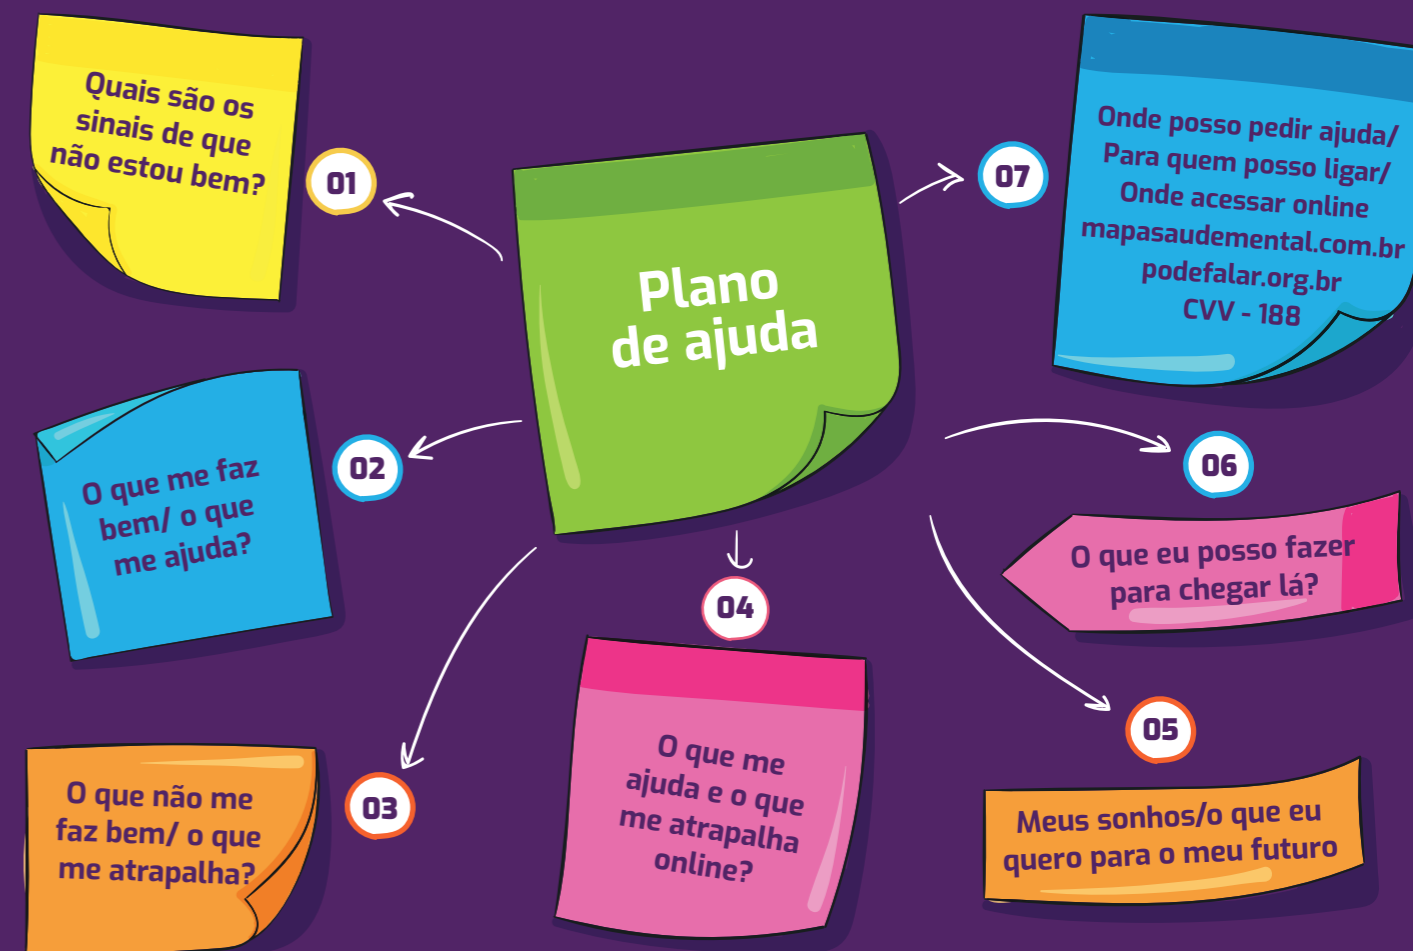 Plano
de ajuda
01
Quais são os
sinais de que
não estou bem?
02
O que me faz
bem/ o que
me ajuda?
03
O que não me
faz bem/ o que
me atrapalha?
04
O que me
ajuda e o que
me atrapalha
online?
05
Meus sonhos/o que eu
quero para o meu futuro
06
O que eu posso fazer
para chegar lá?
07
Onde posso pedir ajuda/
Para quem posso ligar/
Onde acessar online
mapasaudemental.com.br
podefalar.org.br
CVV - 188